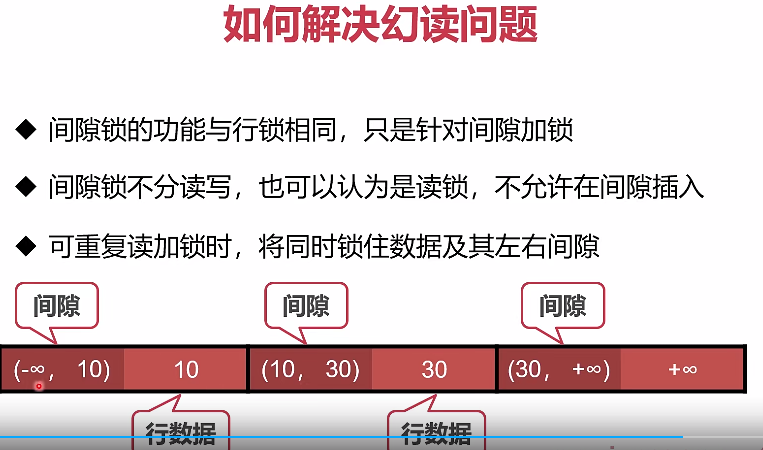 如何解决幻读问题
◆ 间隙锁的功能与行锁相同，只是针对间隙加锁
◆ 间隙锁不分读写，也可以认为是读锁，不允许在间隙插入
◆ 可重复读加锁时，将同时锁住数据及其左右间隙
间隙 间隙 间隙
(-∞， 10) 10 (10， 30) 30 (30， +∞) +∞
行数据 行数据